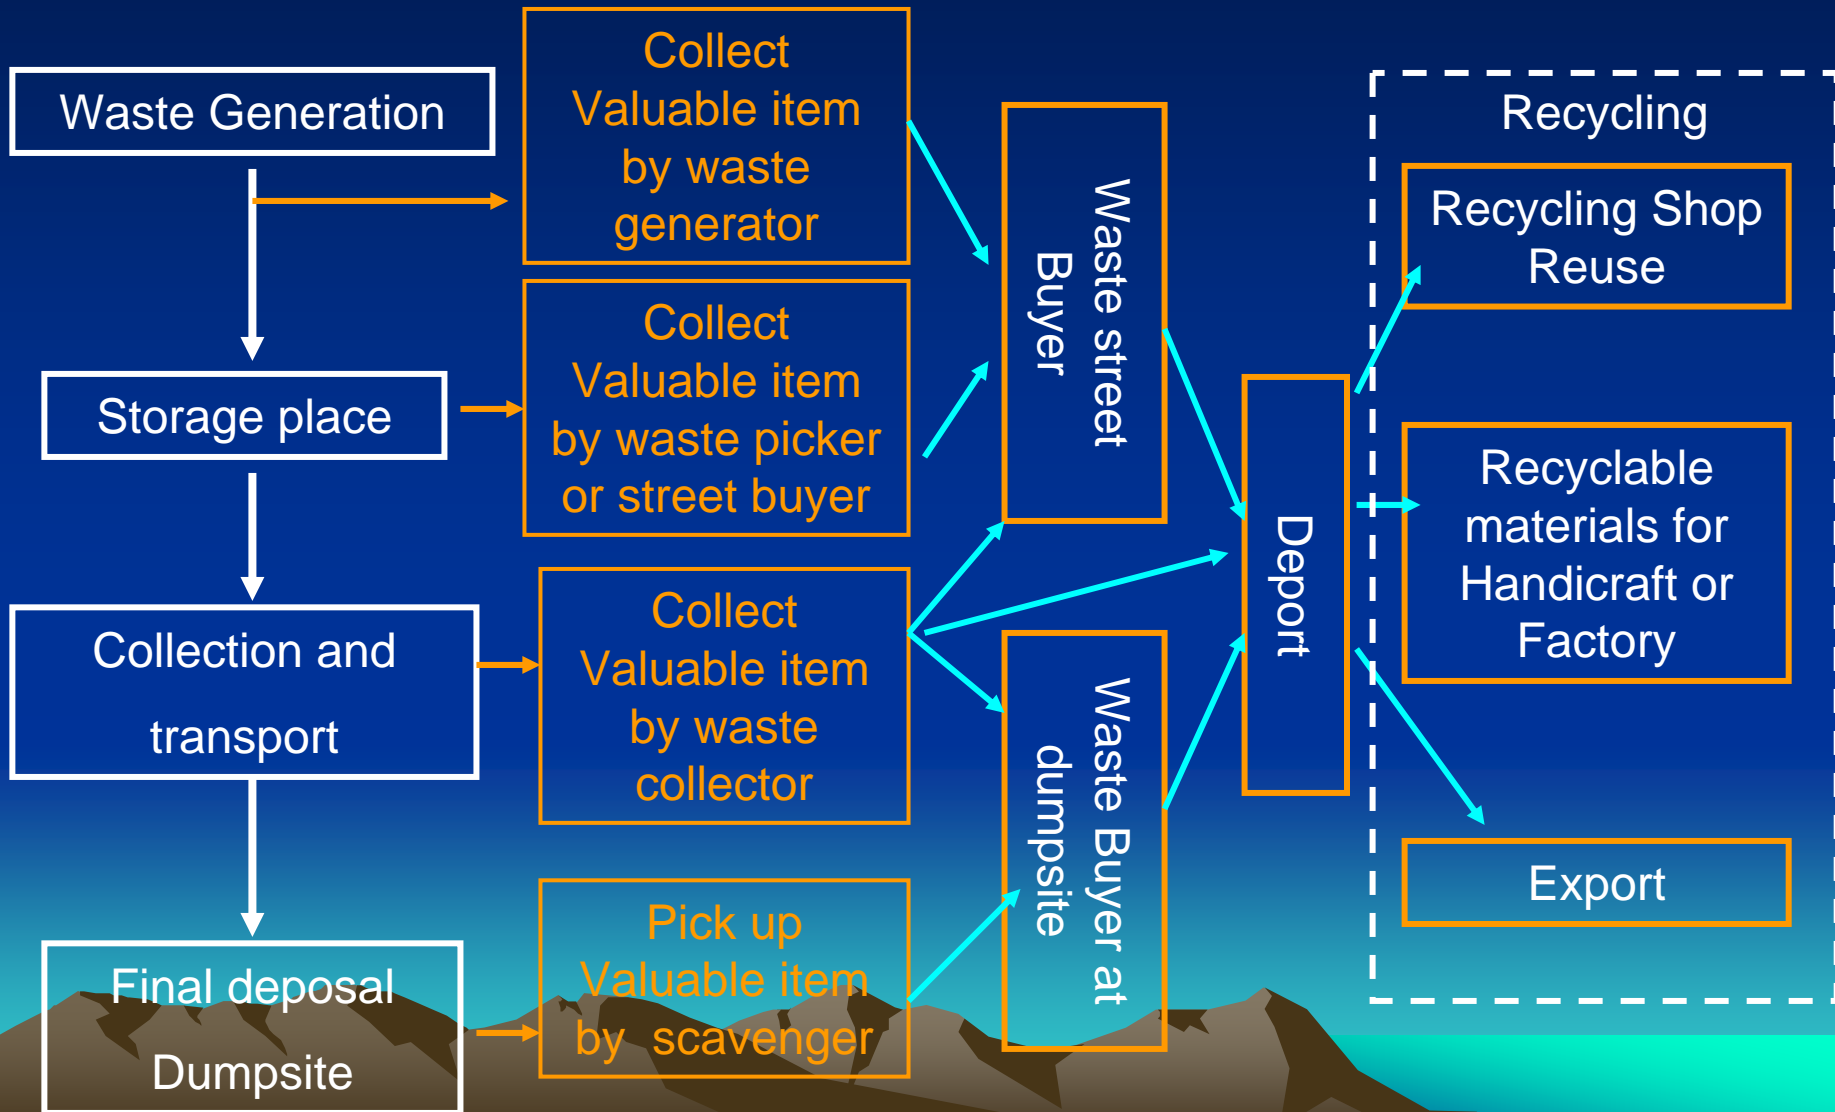 Waste Generation
Storage place
Collection and
transport
Final deposal
Dumpsite
Collect
Valuable item
by waste
generator
Collect
Valuable item
by waste picker
or street buyer
Collect
Valuable item
by waste
collector
Pick up
Valuable item
by scavenger
Waste street
Buyer
Waste Buyer at
dumpsite
Deport
Recycling
Recycling Shop
Reuse
Recyclable
materials for
Handicraft or
Factory
Export